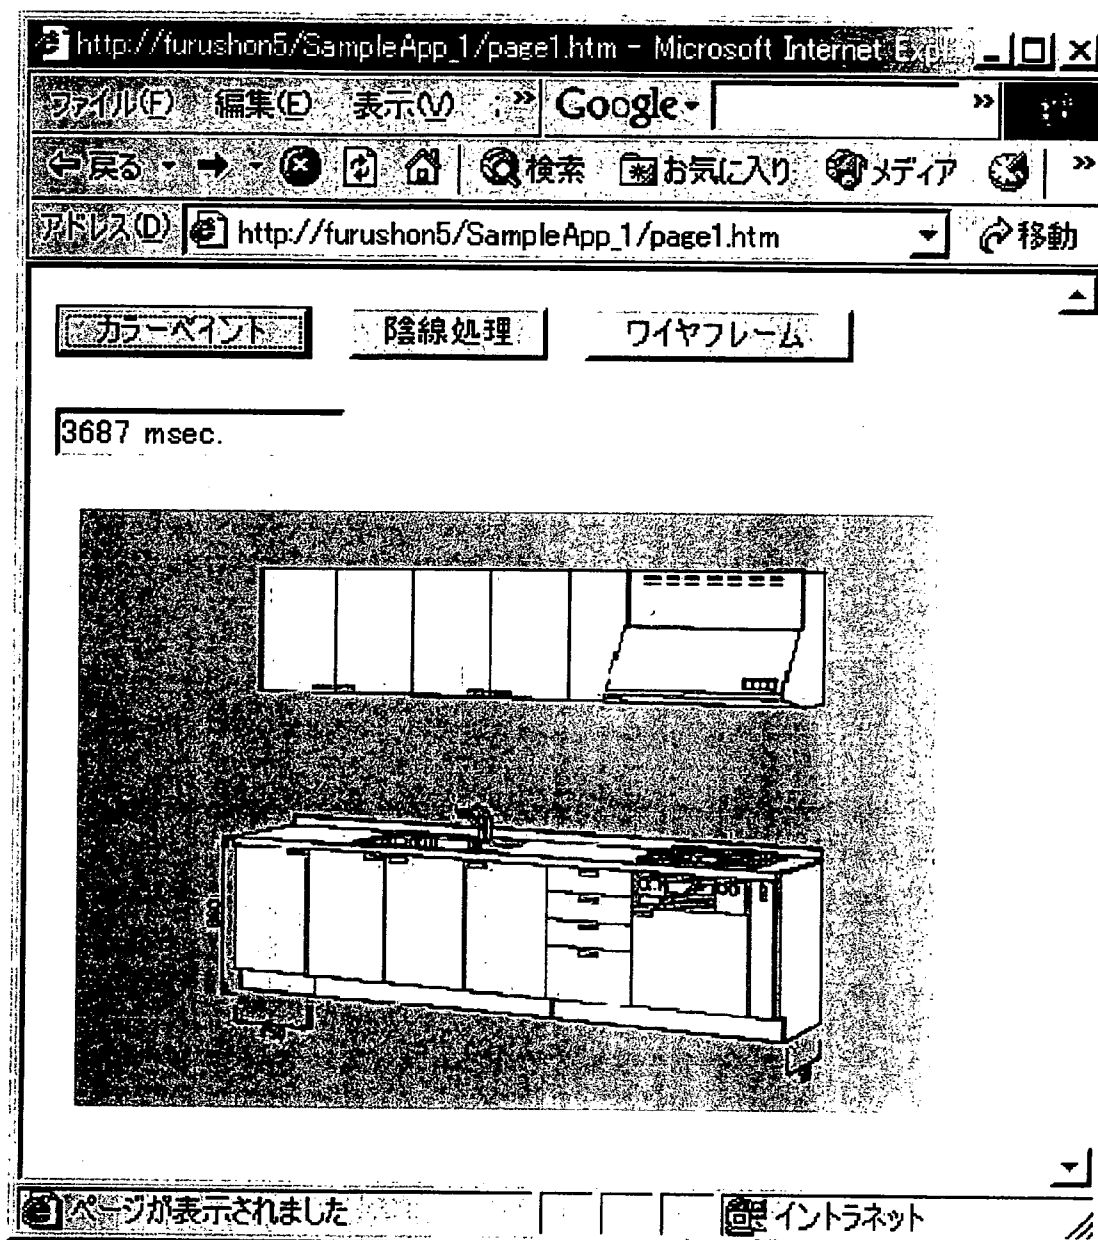 http://furushon5/SampleApp_1/page1.htm - Microsoft Internet Expl
ファイル(F) 編集(E) 表示(V) » Google »
戻る 検索 お気に入り メディア »
アドレス(D) http://furushon5/SampleApp_1/page1.htm 移動
カラーペイント 陰線処理 ワイヤフレーム
3687 msec.
ページが表示されました イントラネット